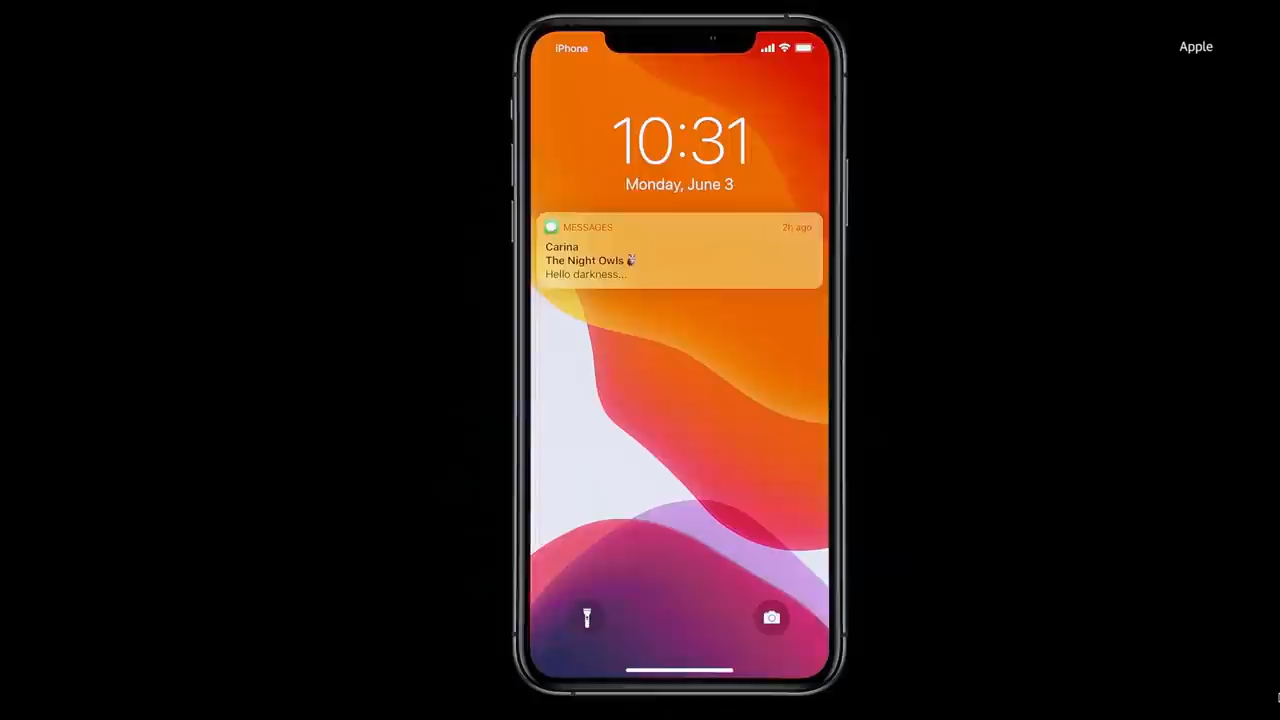 Apple
iPhone
10:31
Monday, June 3
MESSAGES
2h ago
Carina
The Night Owls 🦉
Hello darkness...